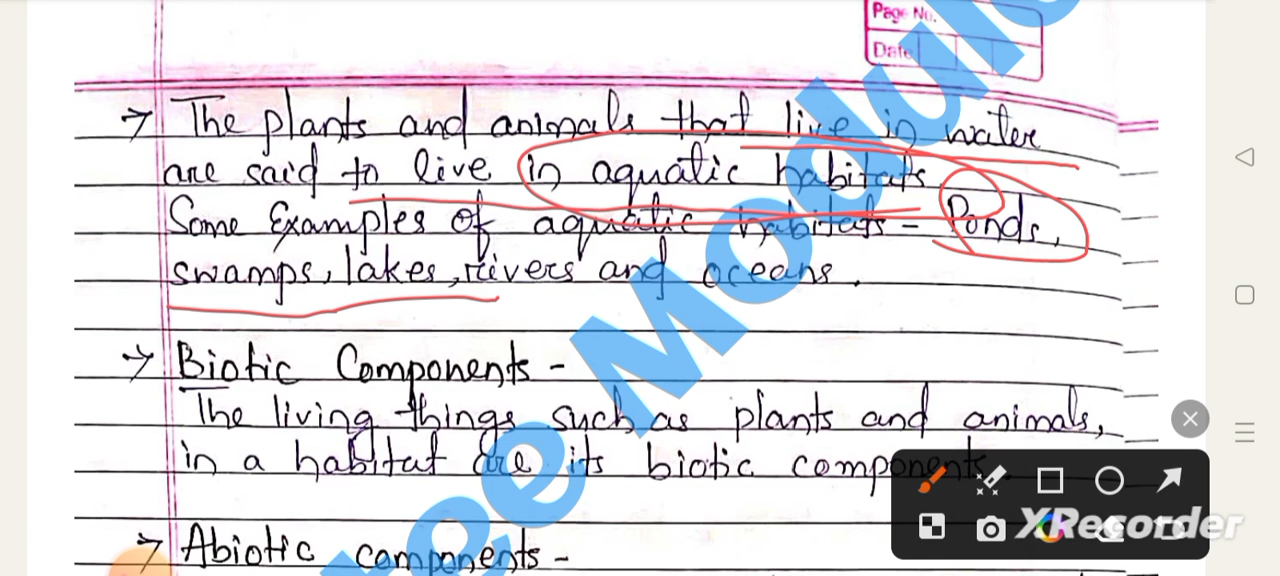 Page No.
Date
→ The plants and animals that live in water
are said to live in aquatic habitats
Some Examples of aquatic habitats - Ponds,
swamps, lakes, rivers and oceans.
→ Biotic Components -
The living things such as plants and animals,
in a habitat are its biotic components
→ Abiotic components -
ee Module
XRecorder